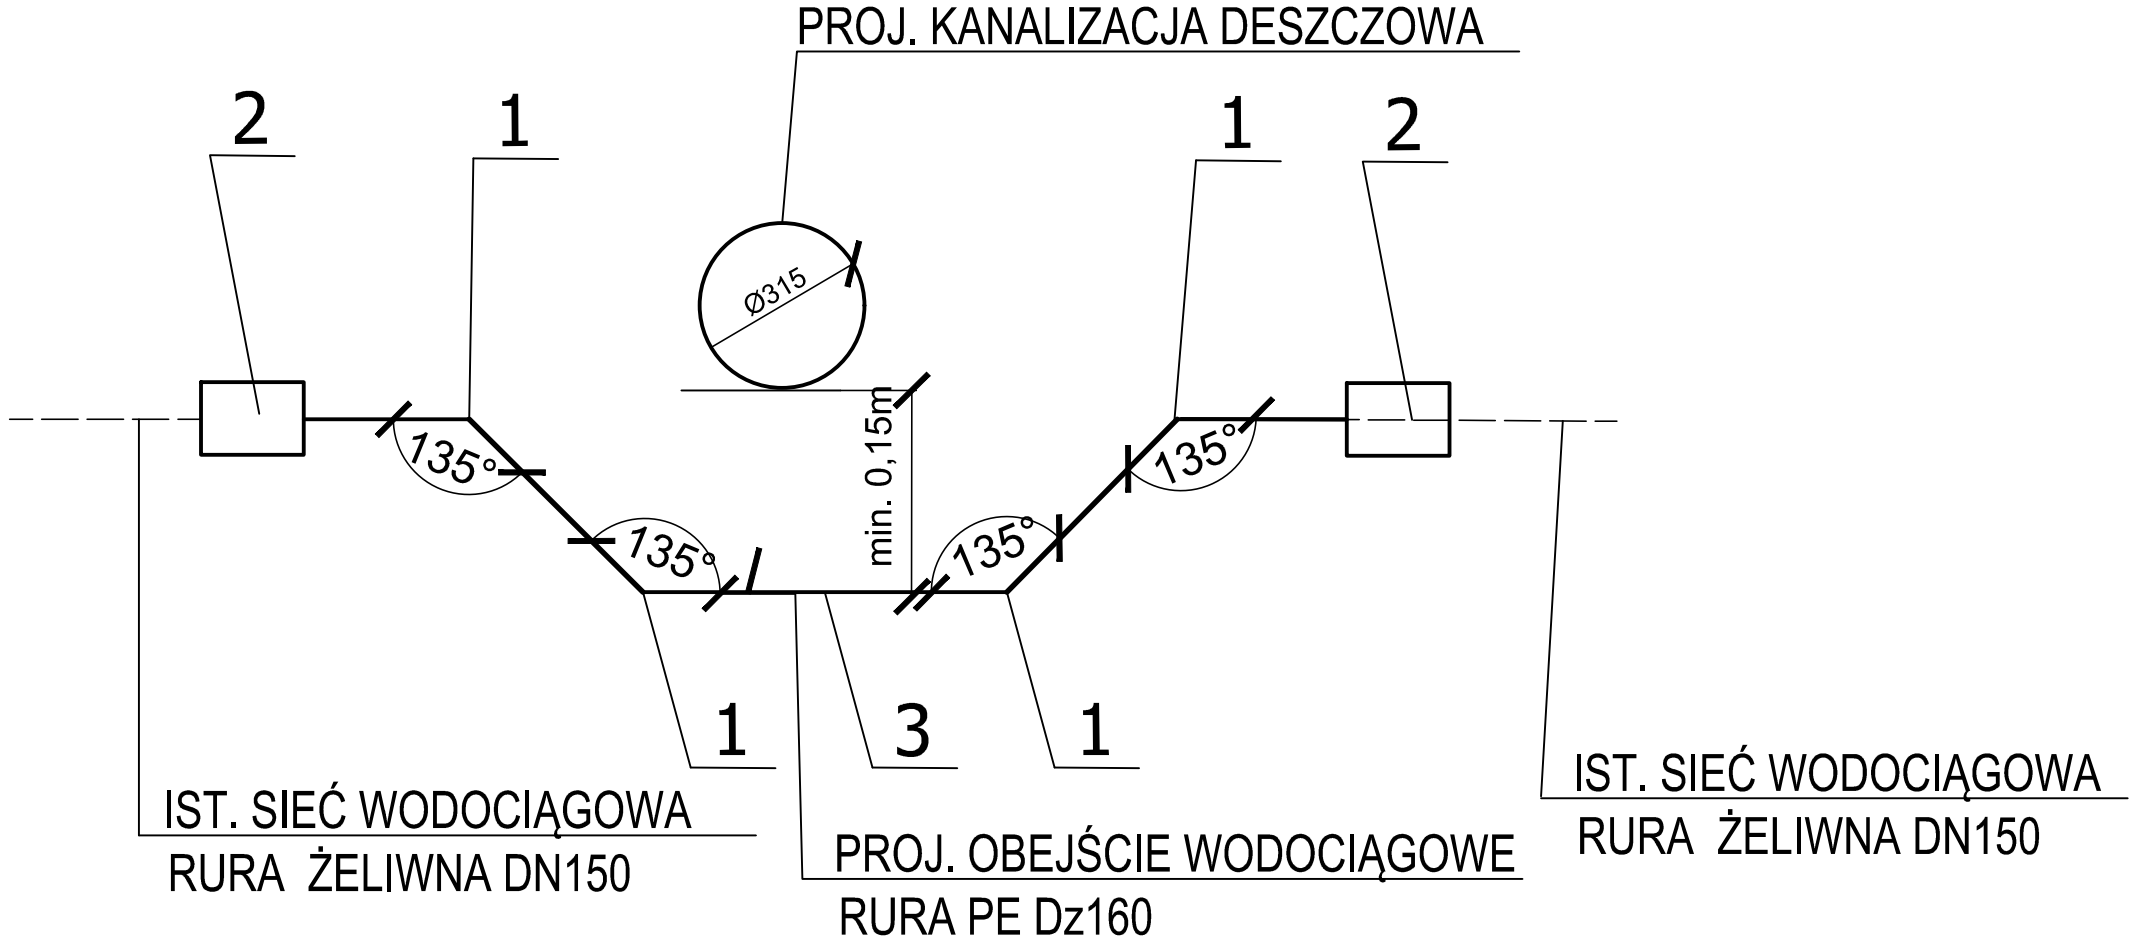 PROJ. KANALIZACJA DESZCZOWA
2
1
1
2
Ø315
min. 0,15m
135°
135°
135°
135°
1
3
1
IST. SIEĆ WODOCIĄGOWA
RURA ŻELIWNA DN150
PROJ. OBEJŚCIE WODOCIĄGOWE
RURA PE Dz160
IST. SIEĆ WODOCIĄGOWA
RURA ŻELIWNA DN150